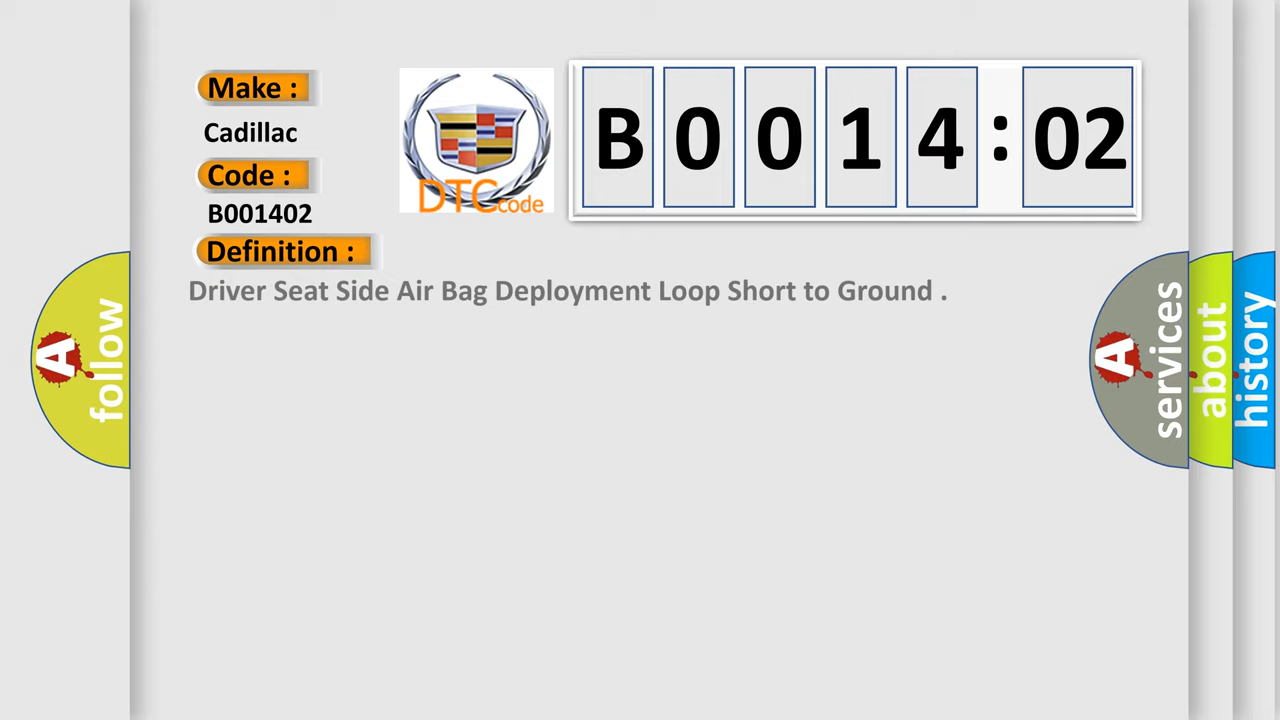 Make :
Cadillac
Code :
B001402
Definition :
Driver Seat Side Air Bag Deployment Loop Short to Ground .
DTC code
B 0 0 1 4 : 02
A follow
A services
about
history